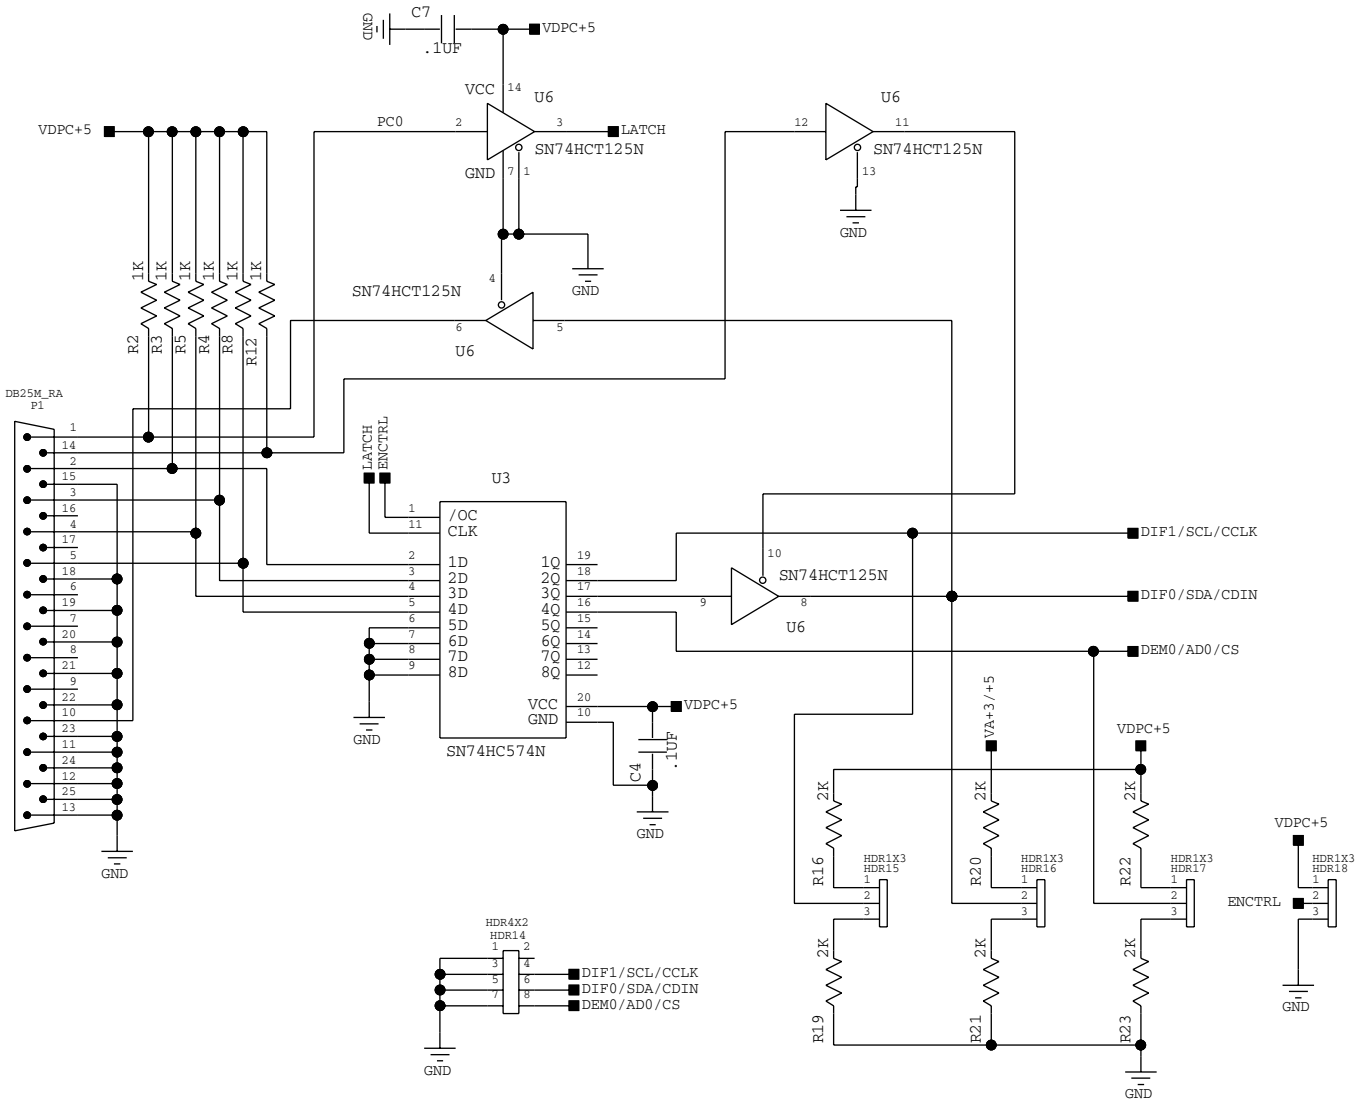 C7
GND
.1UF
VDPC+5
VCC 14
U6
PC0
2
3
LATCH
SN74HCT125N
GND 7 1
GND
U6
12
11
SN74HCT125N
13
GND
VDPC+5
1K 1K 1K 1K 1K 1K
R2 R3 R5 R4 R8 R12
SN74HCT125N
4
6
5
U6
DB25M_RA
P1
1
14
2
15
3
16
4
17
5
18
6
19
7
20
8
21
9
22
10
23
11
24
12
25
13
GND
LATCH
ENCTRL
U3
1 /OC
11 CLK
2 1D 1Q 19
3 2D 2Q 18
4 3D 3Q 17
5 4D 4Q 16
6 5D 5Q 15
7 6D 6Q 14
8 7D 7Q 13
9 8D 8Q 12
VCC 20
GND 10
SN74HC574N
GND
VDPC+5
.1UF
C4
GND
10
SN74HCT125N
9
8
U6
DIF1/SCL/CCLK
DIF0/SDA/CDIN
DEM0/AD0/CS
VA+3/+5
VDPC+5
2K 2K 2K
R16 R20 R22
HDR1X3
HDR15
1
2
3
HDR1X3
HDR16
1
2
3
HDR1X3
HDR17
1
2
3
2K 2K 2K
R19 R21 R23
GND
VDPC+5
HDR1X3
HDR18
ENCTRL
1
2
3
GND
HDR4X2
HDR14
1 2
3 4
5 6
7 8
DIF1/SCL/CCLK
DIF0/SDA/CDIN
DEM0/AD0/CS
GND